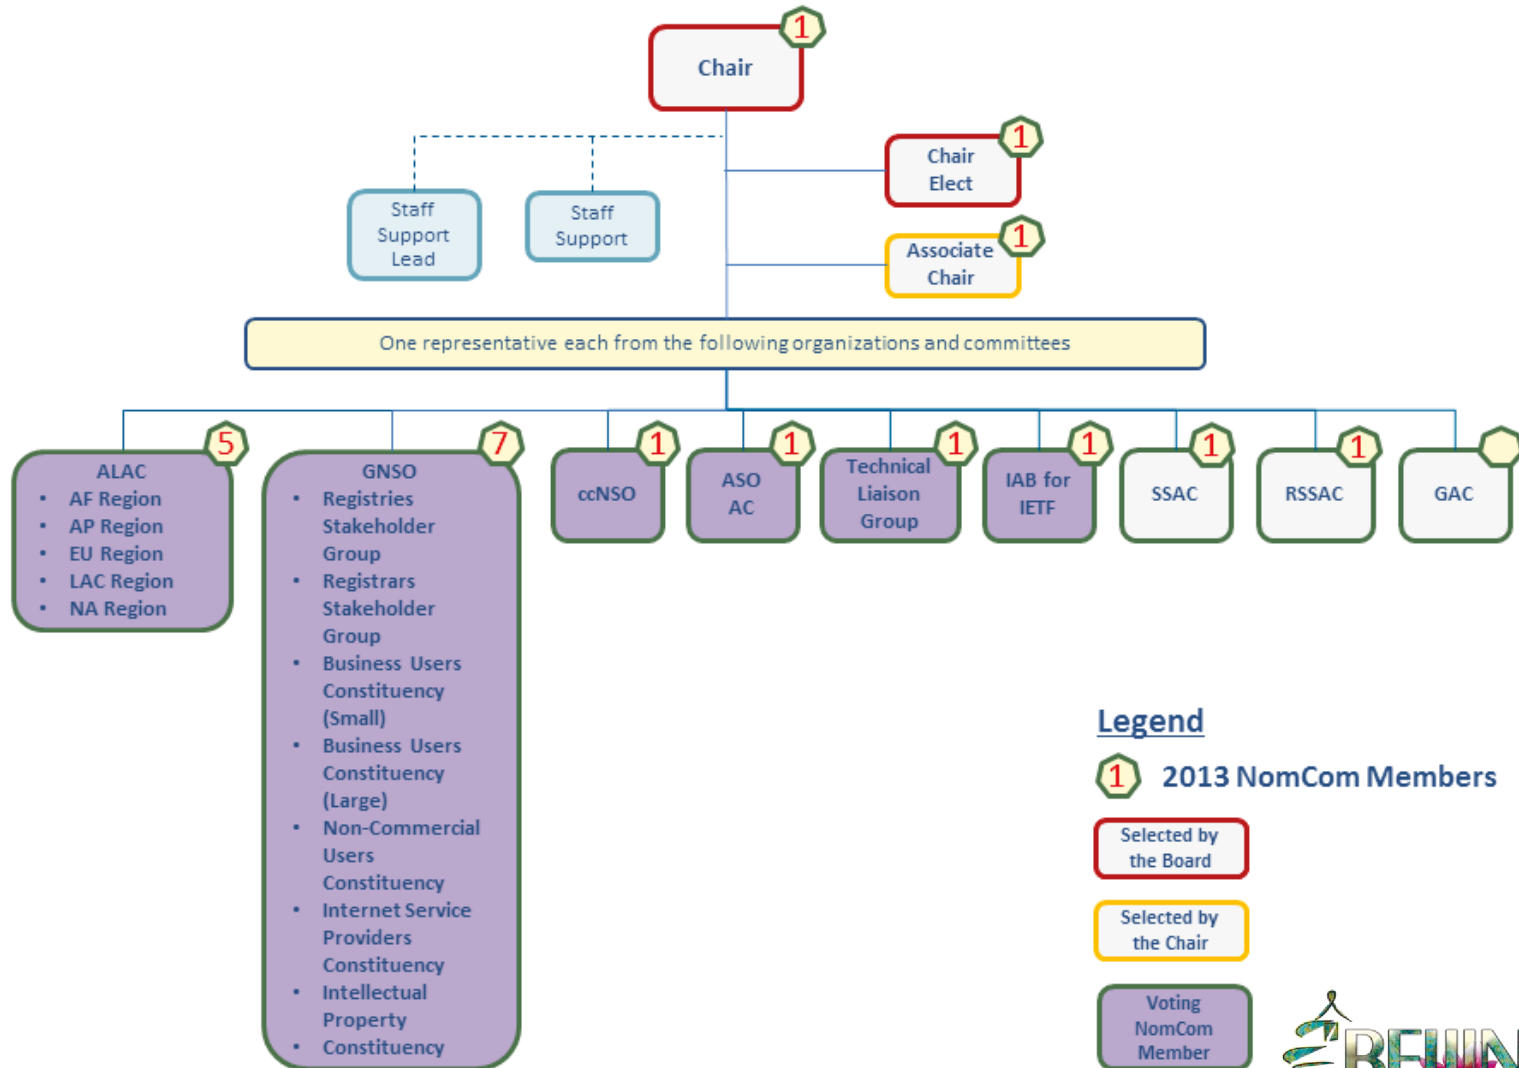 1
Chair
1
Chair
Elect
Staff
Support
Lead
Staff
Support
1
Associate
Chair
One representative each from the following organizations and committees
5
ALAC
• AF Region
• AP Region
• EU Region
• LAC Region
• NA Region
7
GNSO
• Registries
Stakeholder
Group
• Registrars
Stakeholder
Group
• Business Users
Constituency
(Small)
• Business Users
Constituency
(Large)
• Non-Commercial
Users
Constituency
• Internet Service
Providers
Constituency
• Intellectual
Property
• Constituency
1
ccNSO
1
ASO
AC
1
Technical
Liaison
Group
1
IAB for
IETF
1
SSAC
1
RSSAC
GAC
Legend
1 2013 NomCom Members
Selected by
the Board
Selected by
the Chair
Voting
NomCom
Member